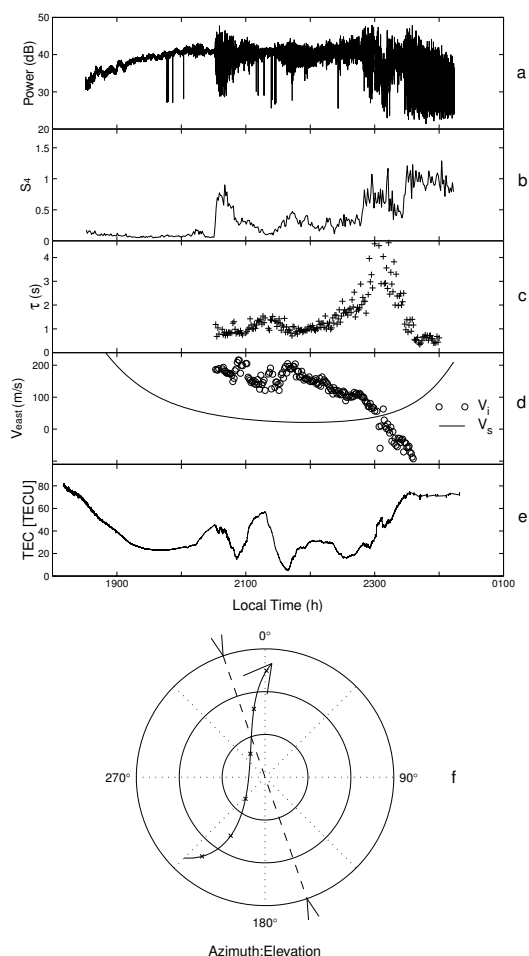 50
40
30
20
Power (dB)
a
1.5
1
0.5
0
S4
b
4
3
2
1
0
τ (s)
c
200
100
0
Veast (m/s)
Vi
Vs
d
80
60
40
20
0
TEC [TECU]
e
1900 2100 2300 0100
Local Time (h)
0°
270° 90° f
180°
Azimuth:Elevation